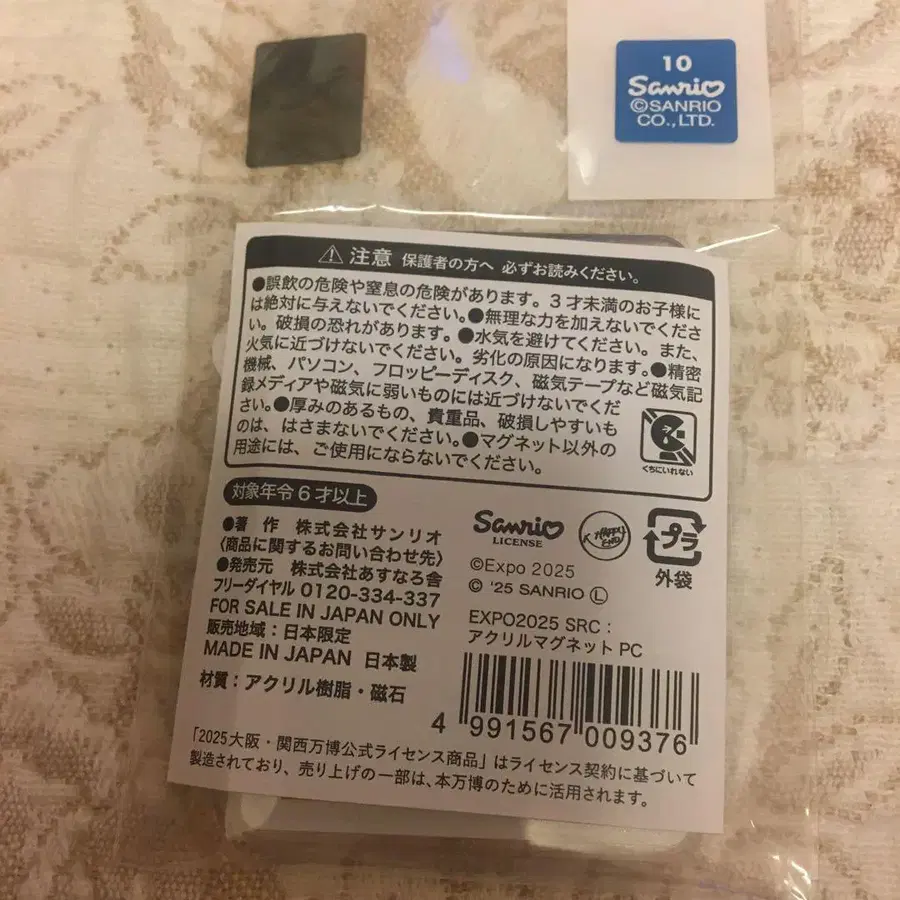 10
Sanrio
©SANRIO
CO.,LTD.
⚠注意 保護者の方へ 必ずお読みください。
●誤飲の危険や窒息の危険があります。3才未満のお子様に
は絶対に与えないでください。●無理な力を加えないでくださ
い。破損の恐れがあります。●水気を避けてください。また、
火気に近づけないでください。劣化の原因になります。●精密
機械、パソコン、フロッピーディスク、磁気テープなど磁気記
録メディアや磁気に弱いものには近づけないでくだ
さい。●厚みのあるもの、貴重品、破損しやすいも
のは、はさまないでください。●マグネット以外の
用途には、ご使用にならないでください。
くちにいれない
対象年令6才以上
●著 作 株式会社サンリオ
〈商品に関するお問い合わせ先〉
●発売元 株式会社あすなろ舎
フリーダイヤル 0120-334-337
FOR SALE IN JAPAN ONLY
販売地域：日本限定
MADE IN JAPAN 日本製
材質：アクリル樹脂・磁石
Sanrio
LICENSE
HAPPY
END
プラ
外袋
©Expo 2025
© '25 SANRIO Ⓛ
EXPO2025 SRC：
アクリルマグネット PC
4 991567 009376
「2025大阪・関西万博公式ライセンス商品」はライセンス契約に基づいて
製造されており、売り上げの一部は、本万博のために活用されます。